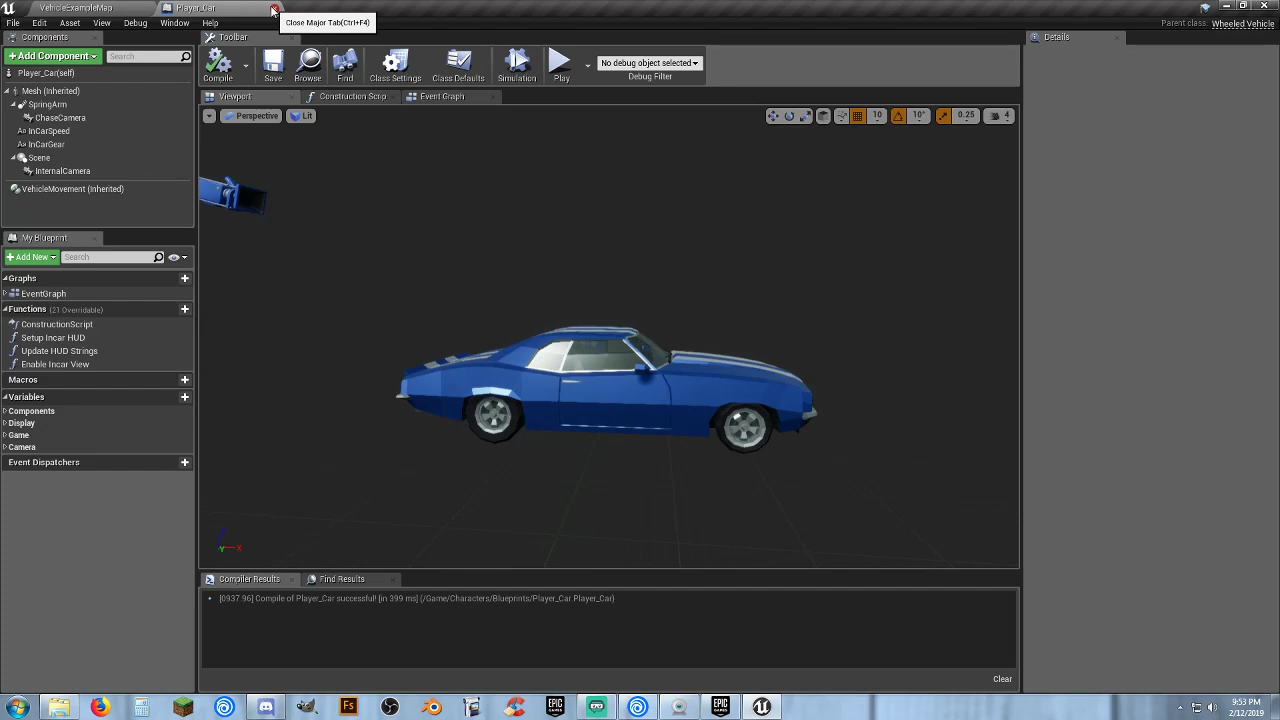 VehicleExampleMap
Player_Car
Close Major Tab(Ctrl+F4)
File Edit Asset View Debug Window Help
Parent class: Wheeled Vehicle
Components
Toolbar
Details
+Add Component
Search
Player_Car(self)
Mesh (Inherited)
SpringArm
ChaseCamera
InCarSpeed
InCarGear
Scene
InternalCamera
VehicleMovement (Inherited)
Compile
Save
Browse
Find
Class Settings
Class Defaults
Simulation
Play
No debug object selected
Debug Filter
Viewport
Construction Scrip
Event Graph
Perspective
Lit
10
10°
0.25
4
My Blueprint
+Add New
Search
Graphs
EventGraph
Functions (21 Overridable)
ConstructionScript
Setup Incar HUD
Update HUD Strings
Enable Incar View
Macros
Variables
Components
Display
Game
Camera
Event Dispatchers
Z
X
Y
Compiler Results
Find Results
[0937 96] Compile of Player_Car successful! [in 399 ms] (/Game/Characters/Blueprints/Player_Car Player_Car)
Clear
Fs
EPIC GAMES
EPIC GAMES
9:53 PM
2/12/2019